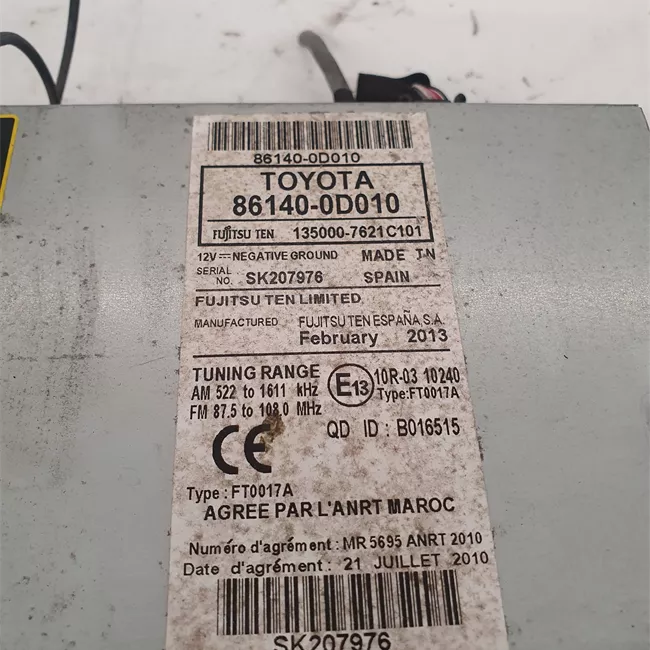 86140-0D010
TOYOTA
86140-0D010
FUJITSU TEN 135000-7621C101
12V NEGATIVE GROUND MADE IN
SERIAL NO. SK207976 SPAIN
FUJITSU TEN LIMITED
MANUFACTURED FUJITSU TEN ESPAÑA,S.A.
February 2013
TUNING RANGE
AM 522 to 1611 kHz
FM 87.5 to 108.0 MHz
E13 10R-03 10240
Type:FT0017A
QD ID : B016515
CE
Type : FT0017A
AGREE PAR L'ANRT MAROC
Numéro d'agrément : MR 5695 ANRT 2010
Date d'agrément : 21 JUILLET 2010
SK207976